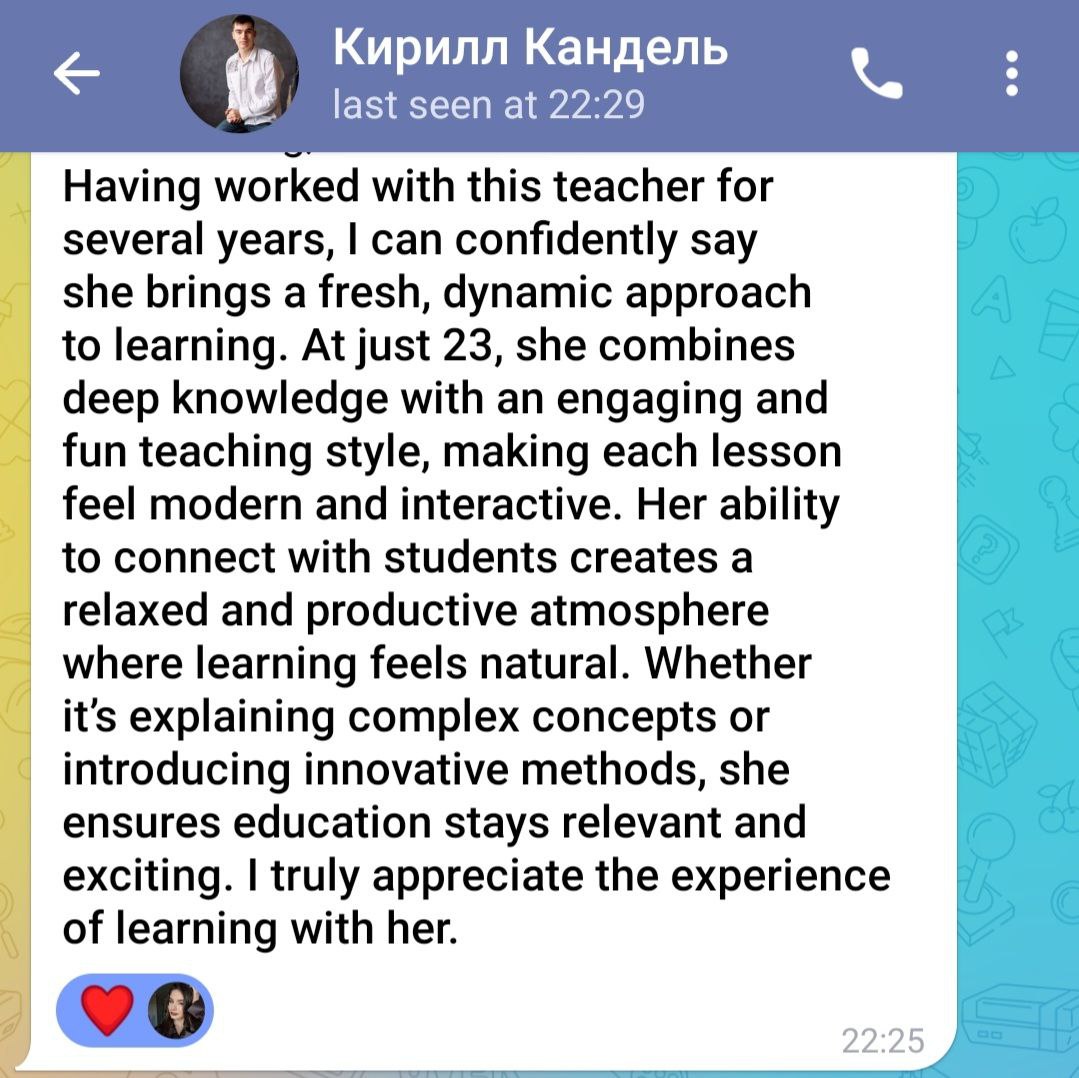 Кирилл Кандель
last seen at 22:29
Having worked with this teacher for
several years, I can confidently say
she brings a fresh, dynamic approach
to learning. At just 23, she combines
deep knowledge with an engaging and
fun teaching style, making each lesson
feel modern and interactive. Her ability
to connect with students creates a
relaxed and productive atmosphere
where learning feels natural. Whether
it’s explaining complex concepts or
introducing innovative methods, she
ensures education stays relevant and
exciting. I truly appreciate the experience
of learning with her.
22:25